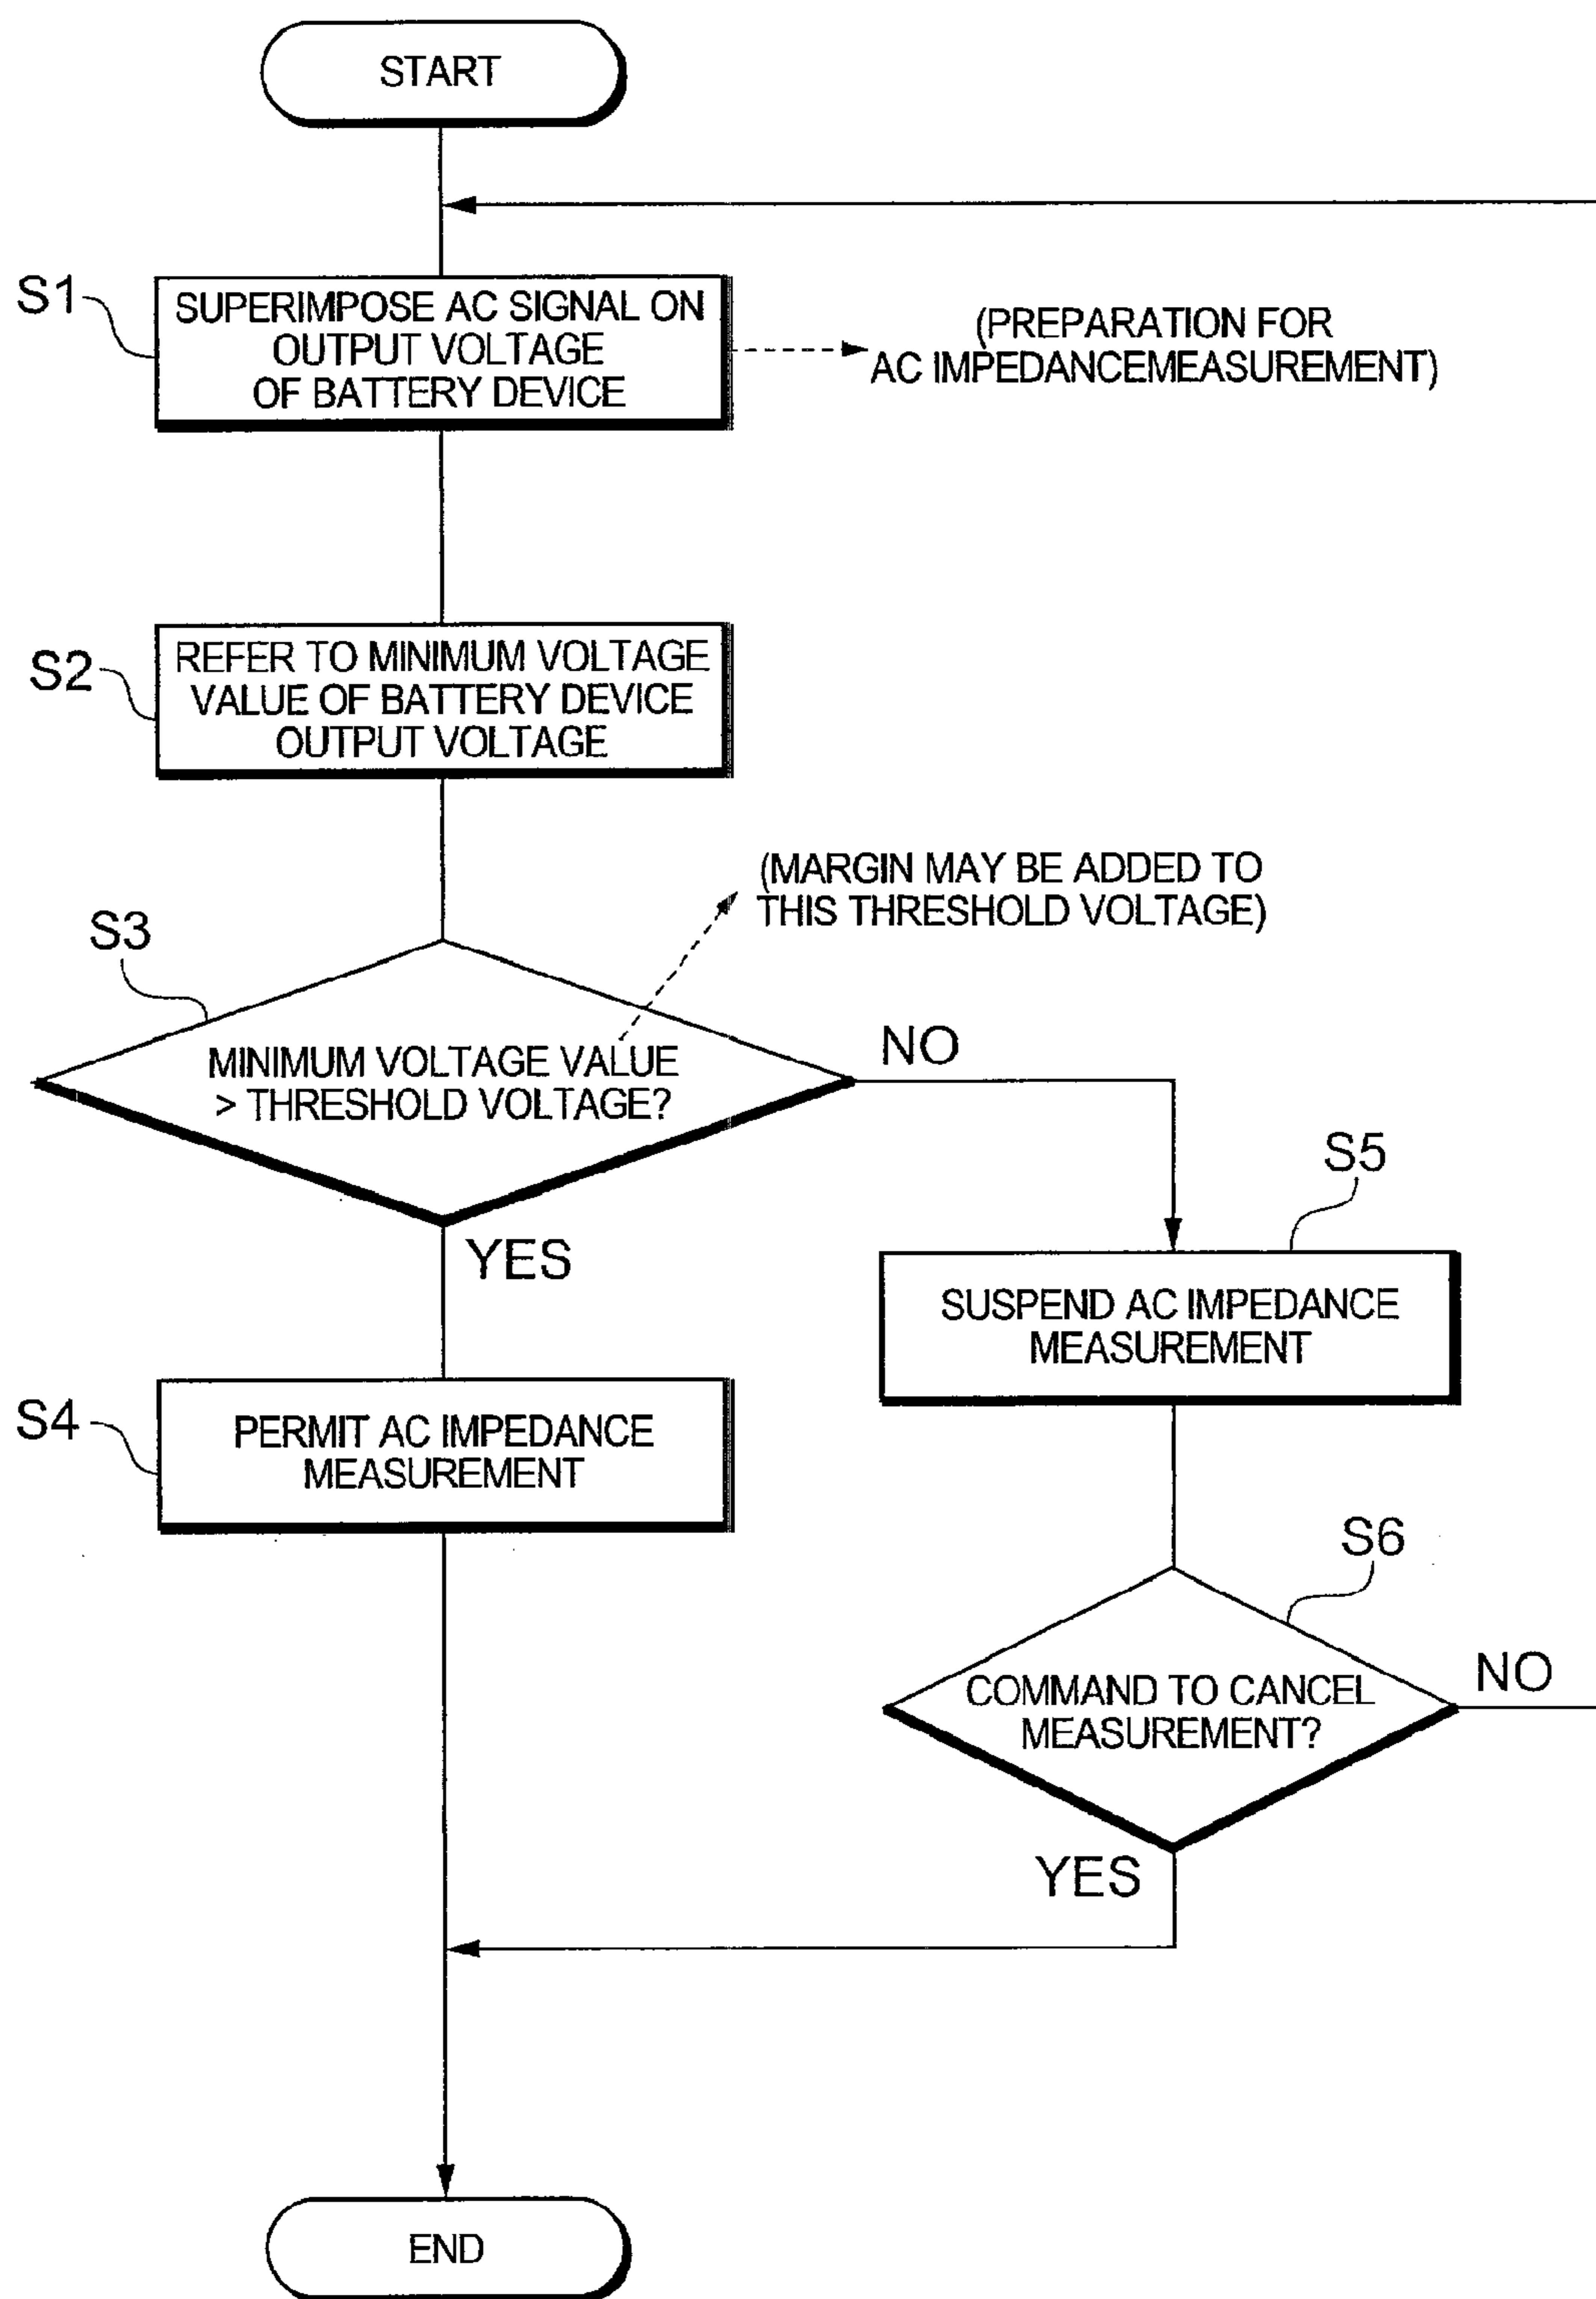 START
S1
SUPERIMPOSE AC SIGNAL ON
OUTPUT VOLTAGE
OF BATTERY DEVICE
(PREPARATION FOR
AC IMPEDANCEMEASUREMENT)
S2
REFER TO MINIMUM VOLTAGE
VALUE OF BATTERY DEVICE
OUTPUT VOLTAGE
(MARGIN MAY BE ADDED TO
THIS THRESHOLD VOLTAGE)
S3
MINIMUM VOLTAGE VALUE
> THRESHOLD VOLTAGE?
NO
YES
S5
SUSPEND AC IMPEDANCE
MEASUREMENT
S4
PERMIT AC IMPEDANCE
MEASUREMENT
S6
COMMAND TO CANCEL
MEASUREMENT?
NO
YES
END